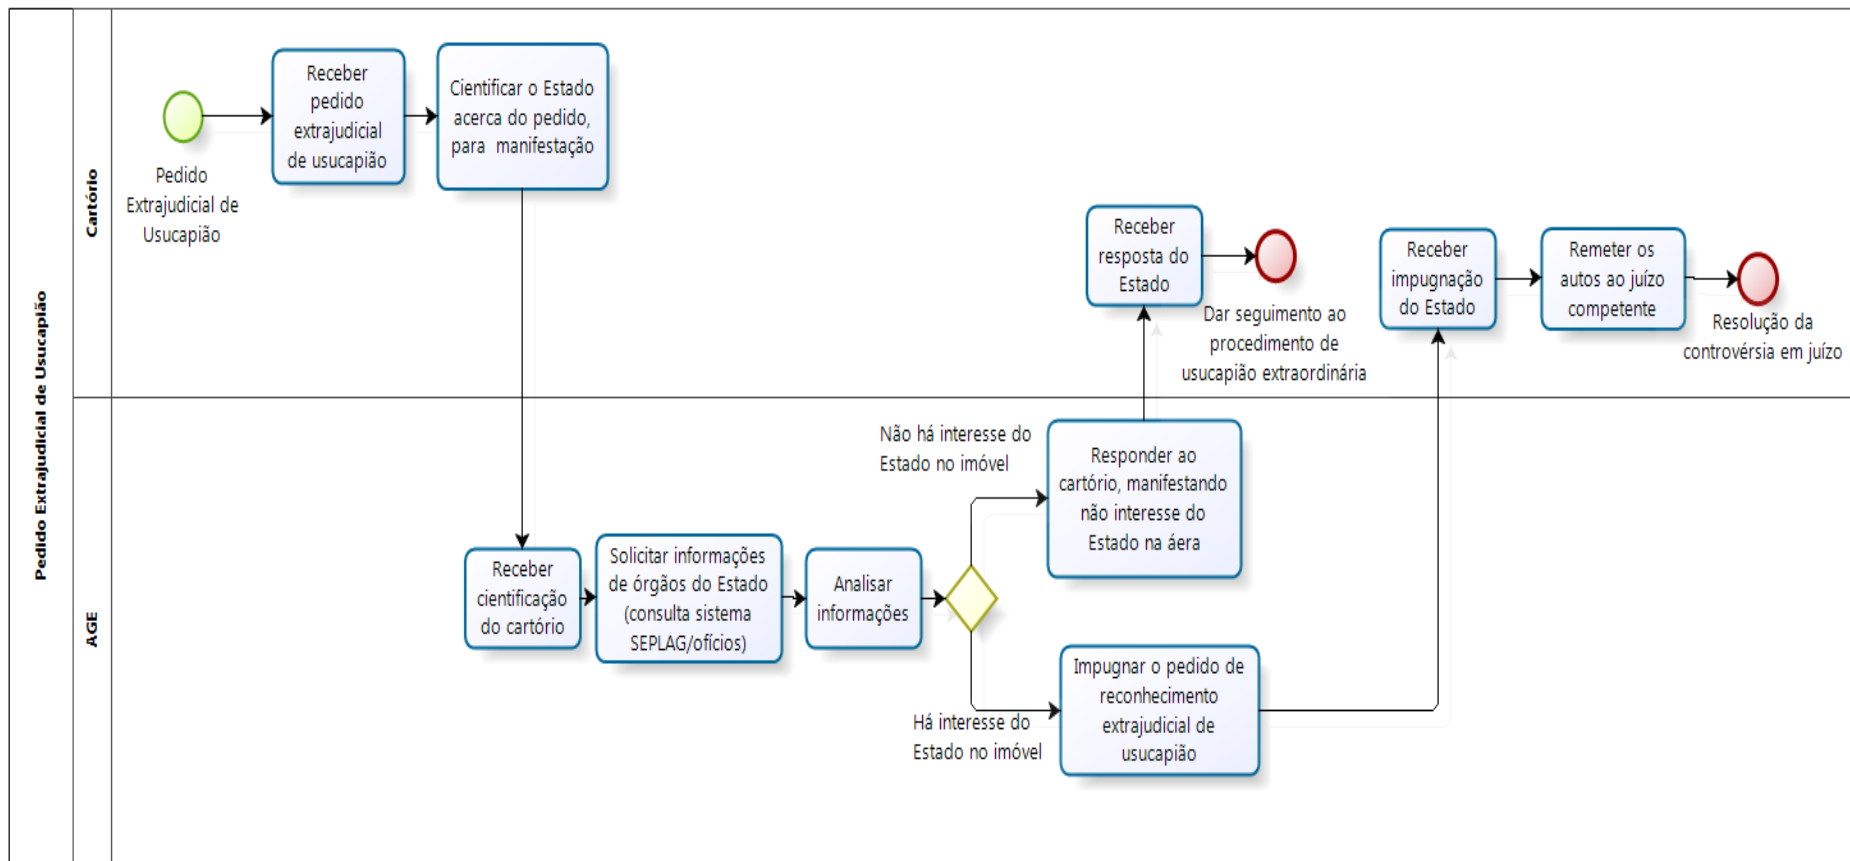 Pedido Extrajudicial de Usucapião
Cartório
Pedido
Extrajudicial de
Usucapião
Receber
pedido
extrajudicial
de usucapião
Cientificar o Estado
acerca do pedido,
para manifestação
Receber
resposta do
Estado
Dar seguimento ao
procedimento de
usucapião extraordinária
Receber
impugnação
do Estado
Remeter os
autos ao juízo
competente
Resolução da
controvérsia em juízo
AGE
Receber
cientificação
do cartório
Solicitar informações
de órgãos do Estado
(consulta sistema
SEPLAG/ofícios)
Analisar
informações
Não há interesse do
Estado no imóvel
Responder ao
cartório, manifestando
não interesse do
Estado na áera
Há interesse do
Estado no imóvel
Impugnar o pedido de
reconhecimento
extrajudicial de
usucapião